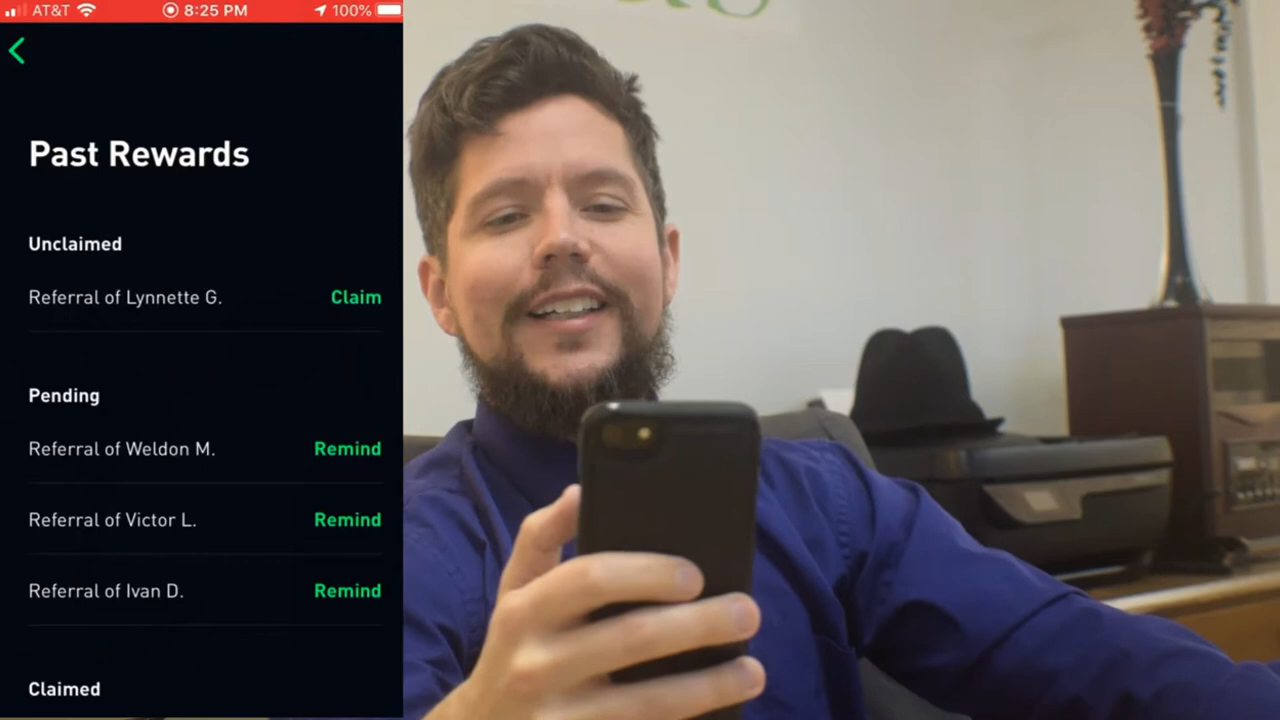 AT&T 8:25 PM 100%
Past Rewards
Unclaimed
Referral of Lynnette G. Claim
Pending
Referral of Weldon M. Remind
Referral of Victor L. Remind
Referral of Ivan D. Remind
Claimed